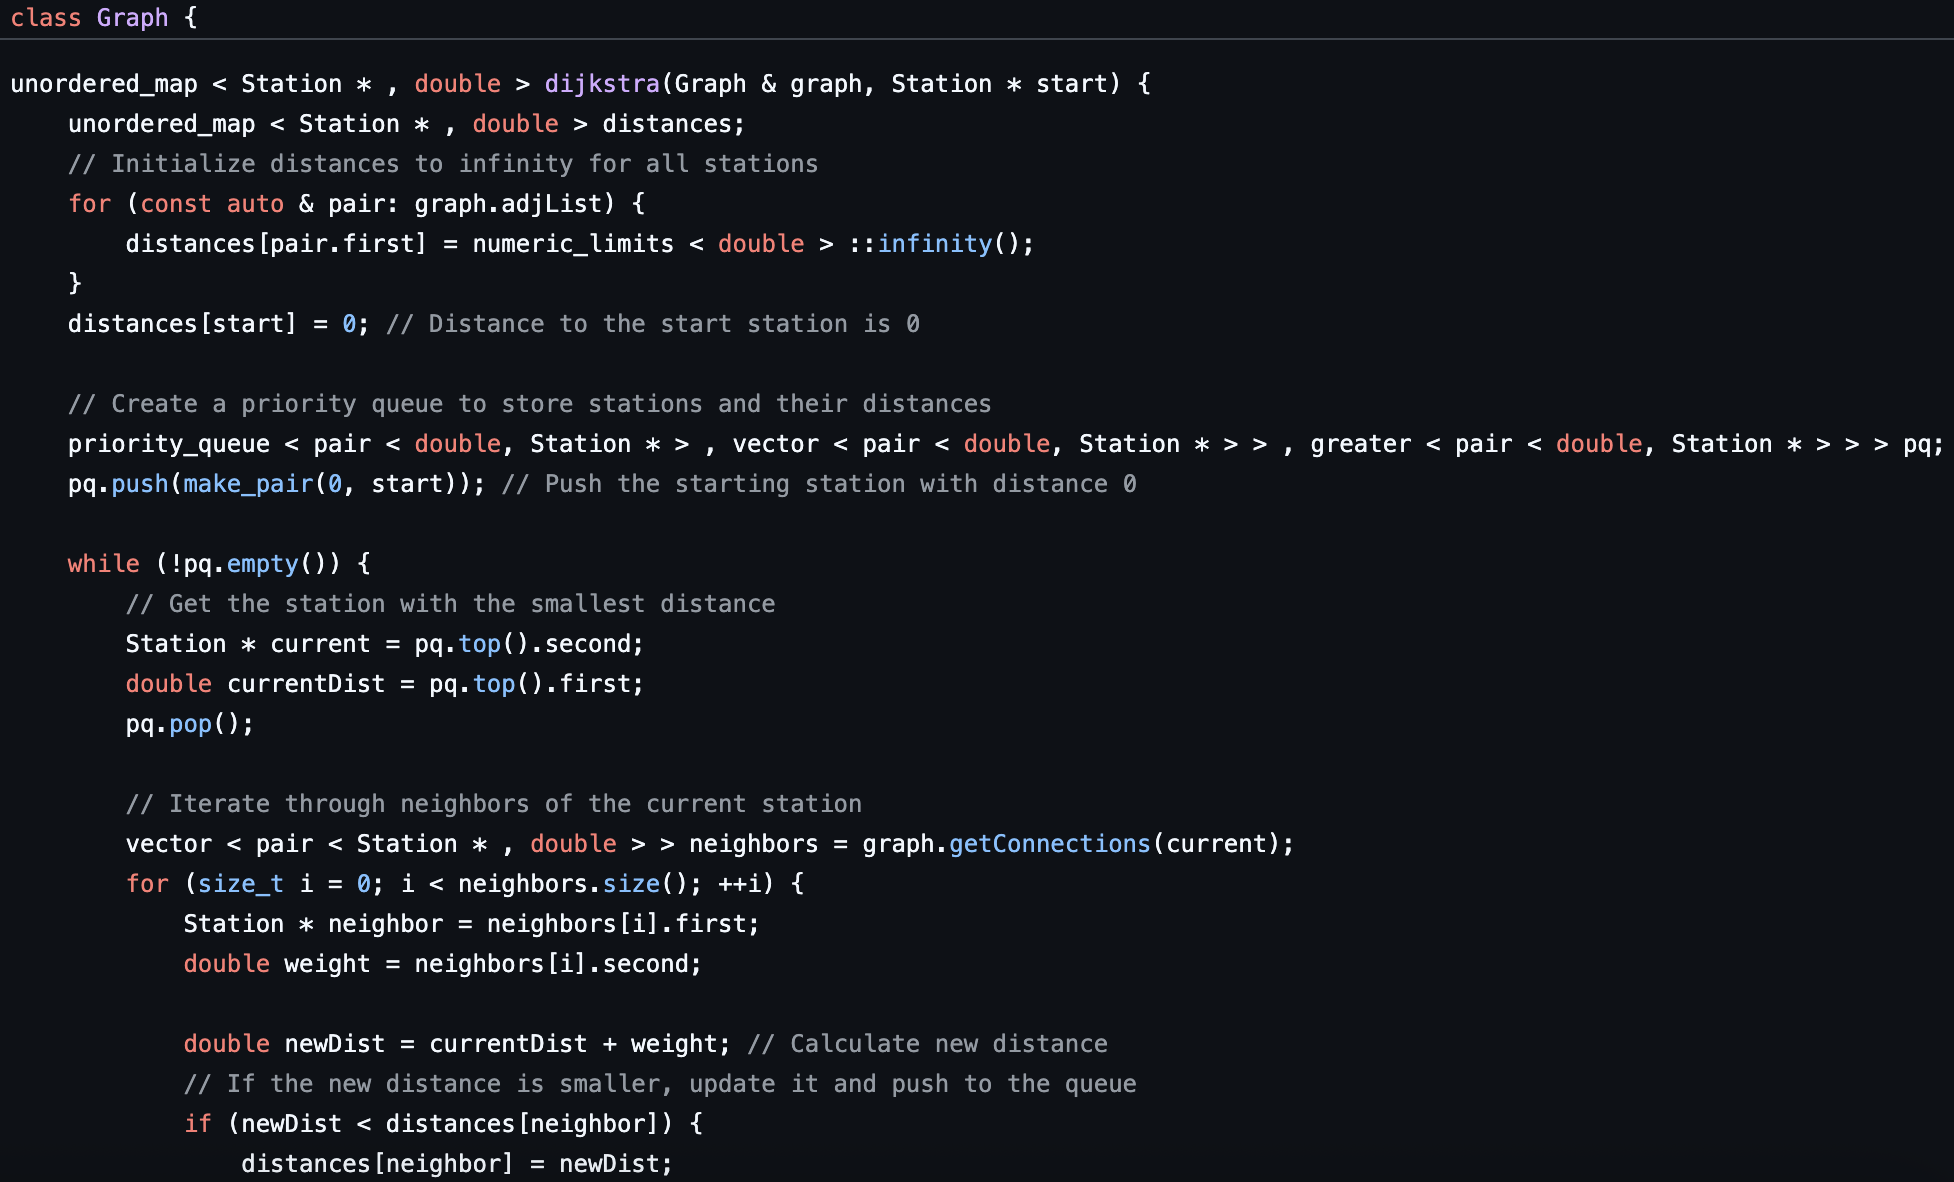 class Graph {
unordered_map < Station * , double > dijkstra(Graph & graph, Station * start) {
    unordered_map < Station * , double > distances;
    // Initialize distances to infinity for all stations
    for (const auto & pair: graph.adjList) {
        distances[pair.first] = numeric_limits < double > ::infinity();
    }
    distances[start] = 0; // Distance to the start station is 0
    // Create a priority queue to store stations and their distances
    priority_queue < pair < double, Station * > , vector < pair < double, Station * > > , greater < pair < double, Station * > > > pq;
    pq.push(make_pair(0, start)); // Push the starting station with distance 0
    while (!pq.empty()) {
        // Get the station with the smallest distance
        Station * current = pq.top().second;
        double currentDist = pq.top().first;
        pq.pop();
        // Iterate through neighbors of the current station
        vector < pair < Station * , double > > neighbors = graph.getConnections(current);
        for (size_t i = 0; i < neighbors.size(); ++i) {
            Station * neighbor = neighbors[i].first;
            double weight = neighbors[i].second;
            double newDist = currentDist + weight; // Calculate new distance
            // If the new distance is smaller, update it and push to the queue
            if (newDist < distances[neighbor]) {
                distances[neighbor] = newDist;